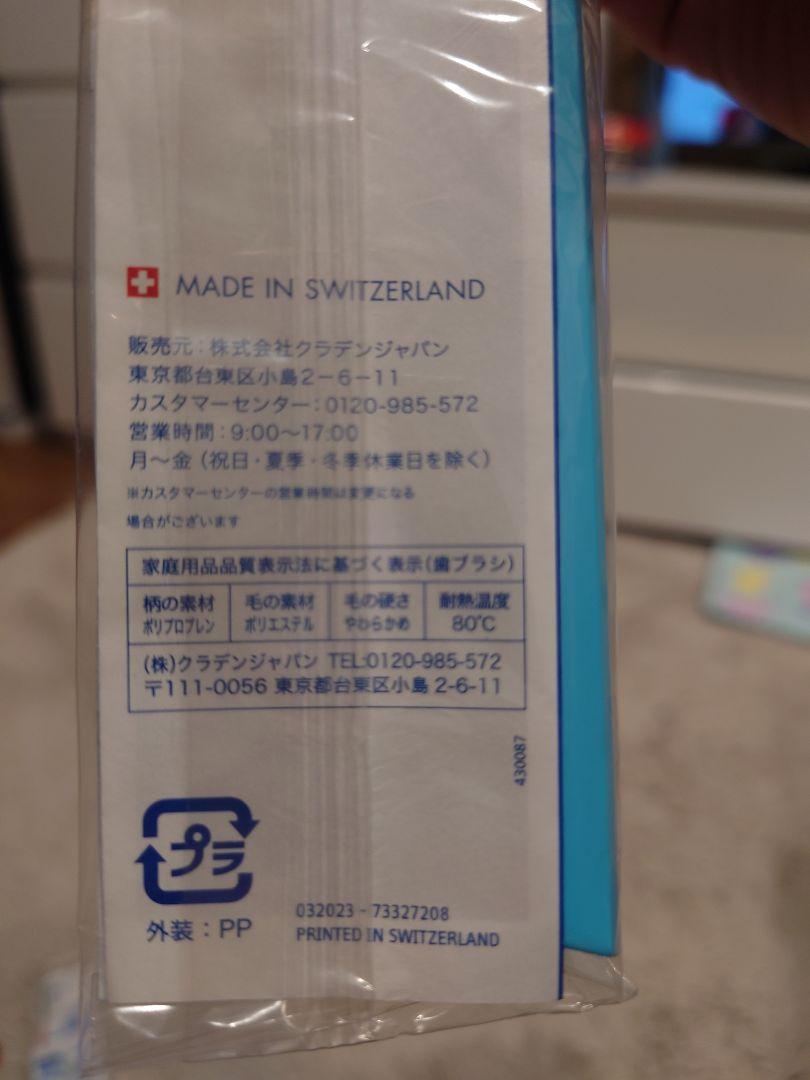 MADE IN SWITZERLAND
販売元：株式会社クラデンジャパン
東京都台東区小島2－6－11
カスタマーセンター：0120-985-572
営業時間：9:00～17:00
月～金（祝日・夏季・冬季休業日を除く）
※カスタマーセンターの営業時間は変更になる
場合がございます
家庭用品品質表示法に基づく表示（歯ブラシ）
柄の素材 毛の素材 毛の硬さ 耐熱温度
ポリプロプレン ポリエステル やわらかめ 80℃
(株)クラデンジャパン TEL:0120-985-572
〒111-0056 東京都台東区小島 2-6-11
430087
プラ
外装：PP
032023 - 73327208
PRINTED IN SWITZERLAND